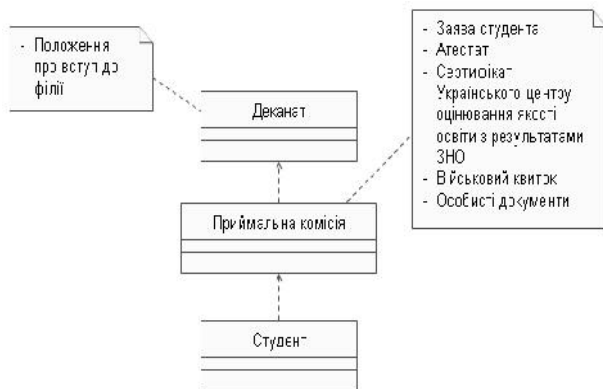 - Положення
про вступ до
філії
Деканат
Приймальна комісія
Студент
- Заява студента
- Атестат
- Сертифікат
Українського центру
оцінювання якості
освіти з результатами
ЗНО
- Військовий квиток
- Особисті документи